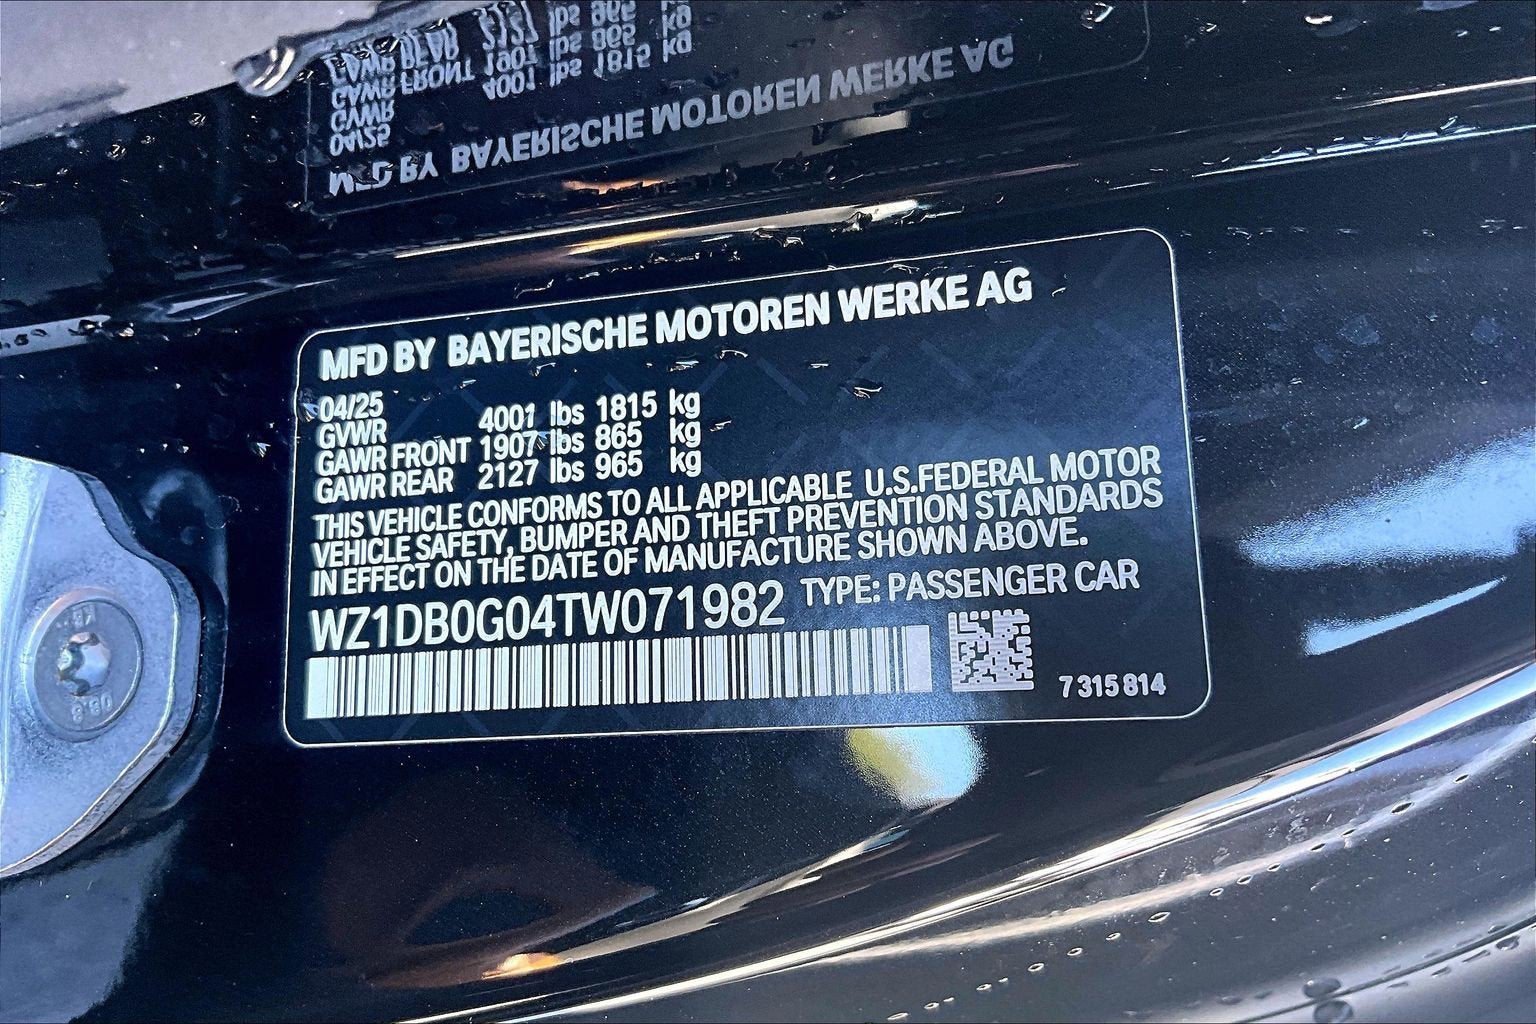 MFD BY BAYERISCHE MOTOREN WERKE AG
04/25
GVWR 4001 lbs 1815 kg
GAWR FRONT 1907 lbs 865 kg
GAWR REAR 2127 lbs 965 kg
THIS VEHICLE CONFORMS TO ALL APPLICABLE U.S.FEDERAL MOTOR
VEHICLE SAFETY, BUMPER AND THEFT PREVENTION STANDARDS
IN EFFECT ON THE DATE OF MANUFACTURE SHOWN ABOVE.
WZ1DB0G04TW071982 TYPE: PASSENGER CAR
7 315 814